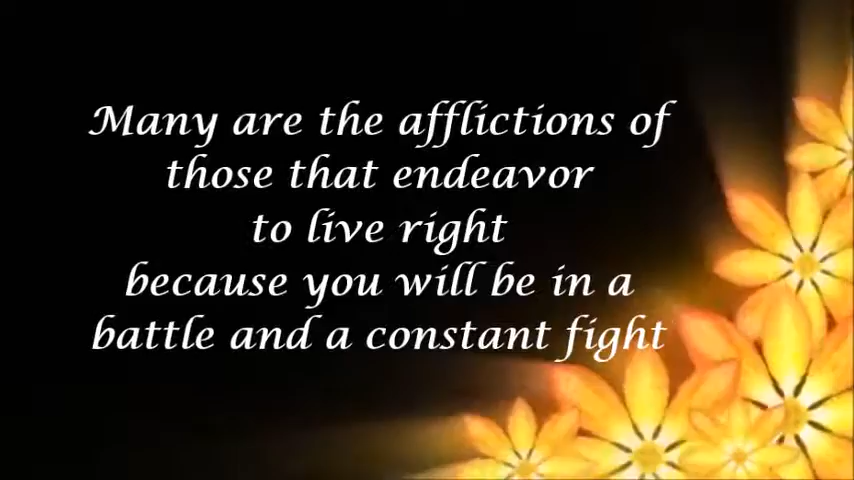 Many are the afflictions of
those that endeavor
to live right
because you will be in a
battle and a constant fight